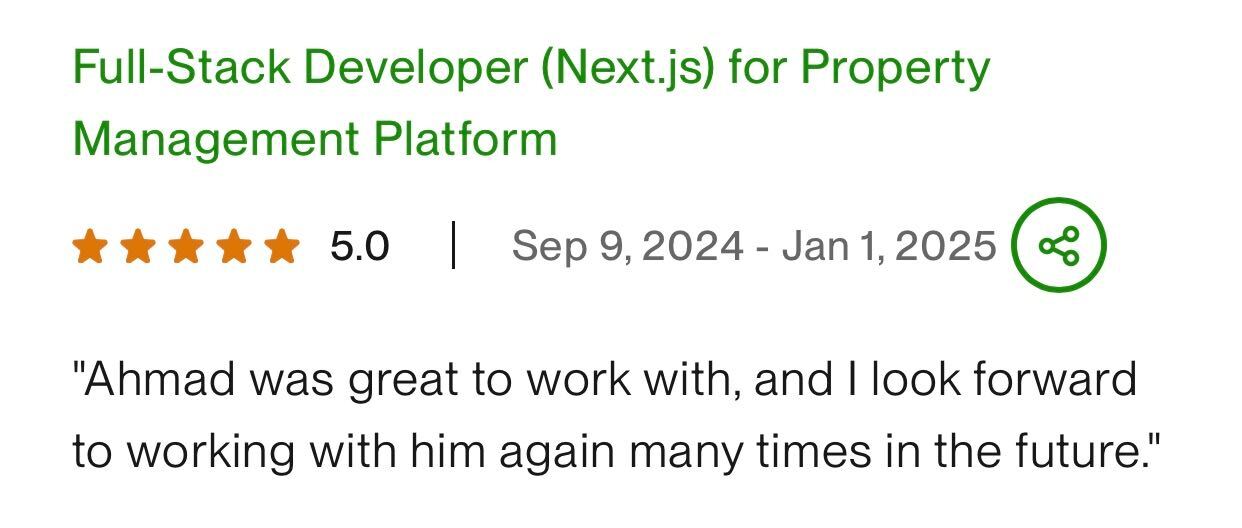 Full-Stack Developer (Next.js) for Property
Management Platform
5.0 | Sep 9, 2024 - Jan 1, 2025
"Ahmad was great to work with, and I look forward
to working with him again many times in the future."